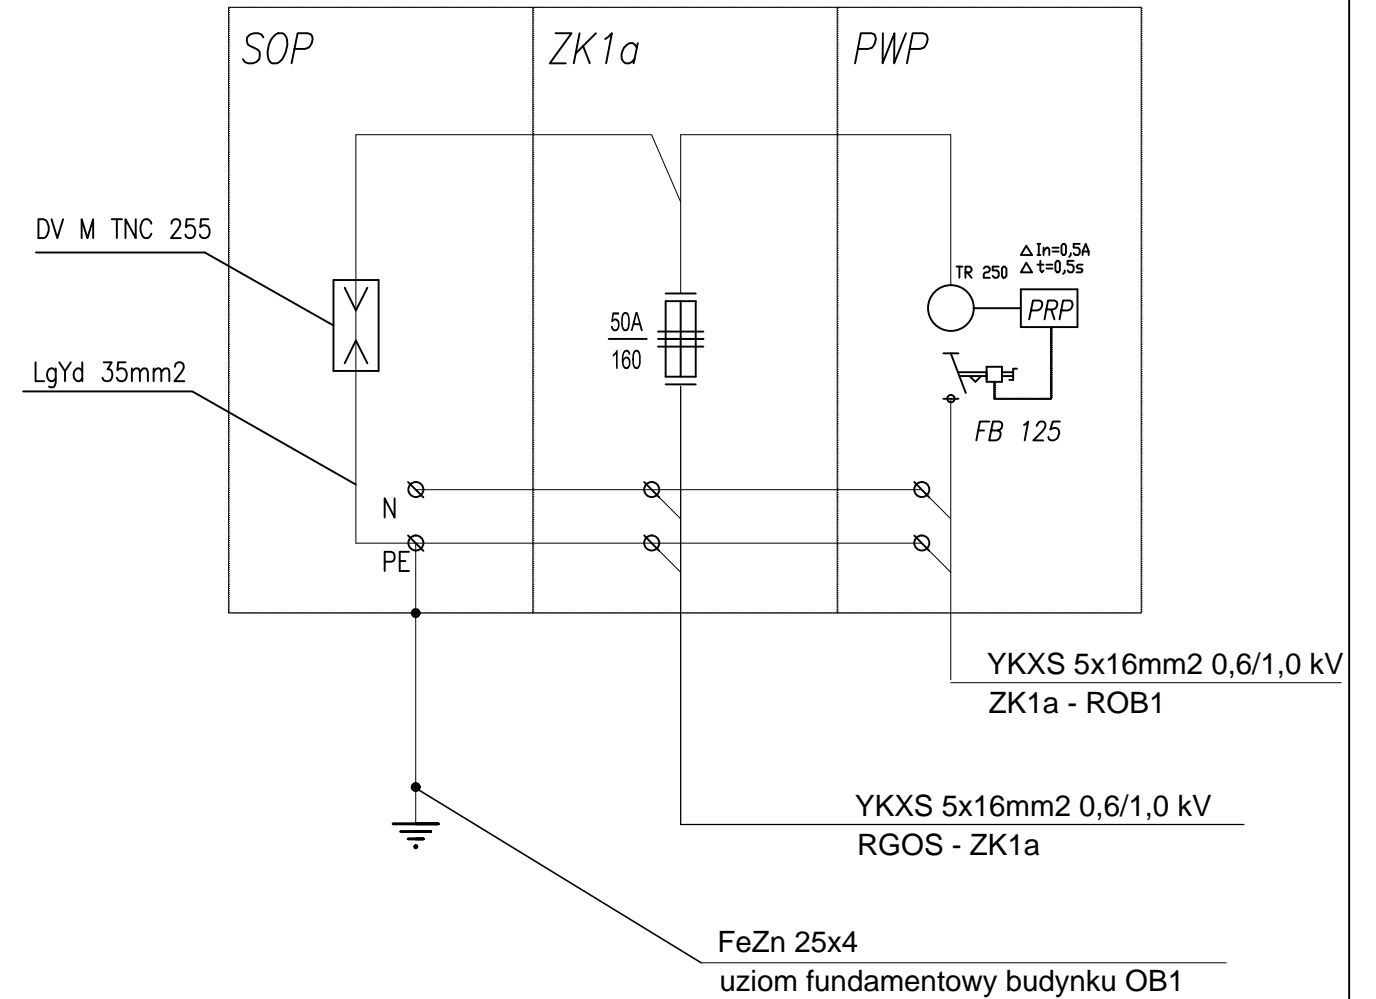 SOP
ZK1a
PWP
DV M TNC 255
LgYd 35mm2
50A
160
TR 250
Δ In=0,5A
Δ t=0,5s
PRP
FB 125
N
PE
YKXS 5x16mm2 0,6/1,0 kV
ZK1a - ROB1
YKXS 5x16mm2 0,6/1,0 kV
RGOS - ZK1a
FeZn 25x4
uziom fundamentowy budynku OB1